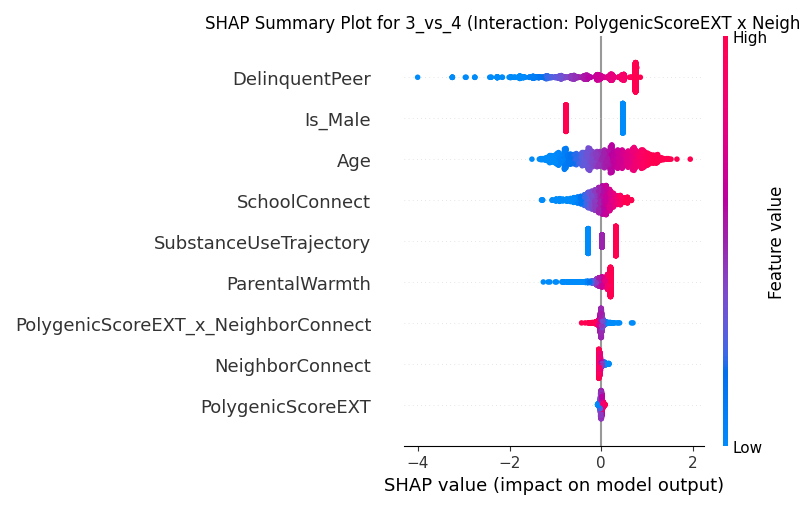 SHAP Summary Plot for 3_vs_4 (Interaction: PolygenicScoreEXT x Neigh
High
DelinquentPeer
Is_Male
Age
SchoolConnect
SubstanceUseTrajectory
ParentalWarmth
PolygenicScoreEXT_x_NeighborConnect
NeighborConnect
PolygenicScoreEXT
Feature value
Low
−4 −2 0 2
SHAP value (impact on model output)